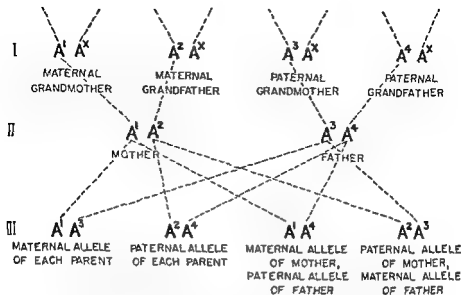 I A¹ Aˣ A² Aˣ A³ Aˣ A⁴ Aˣ
MATERNAL GRANDMOTHER MATERNAL GRANDFATHER PATERNAL GRANDMOTHER PATERNAL GRANDFATHER
II A¹ A² A³ A⁴
MOTHER FATHER
III A¹ A³ A² A⁴ A¹ A⁴ A² A³
MATERNAL ALLELE
OF EACH PARENT
PATERNAL ALLELE
OF EACH PARENT
MATERNAL ALLELE
OF MOTHER,
PATERNAL ALLELE
OF FATHER
PATERNAL ALLELE
OF MOTHER,
MATERNAL ALLELE
OF FATHER